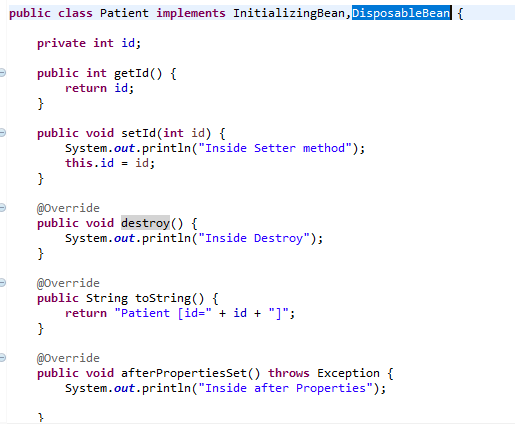 public class Patient implements InitializingBean,DisposableBean {
private int id;
public int getId() {
return id;
}
public void setId(int id) {
System.out.println("Inside Setter method");
this.id = id;
}
@Override
public void destroy() {
System.out.println("Inside Destroy");
}
@Override
public String toString() {
return "Patient [id=" + id + "]";
}
@Override
public void afterPropertiesSet() throws Exception {
System.out.println("Inside after Properties");
}